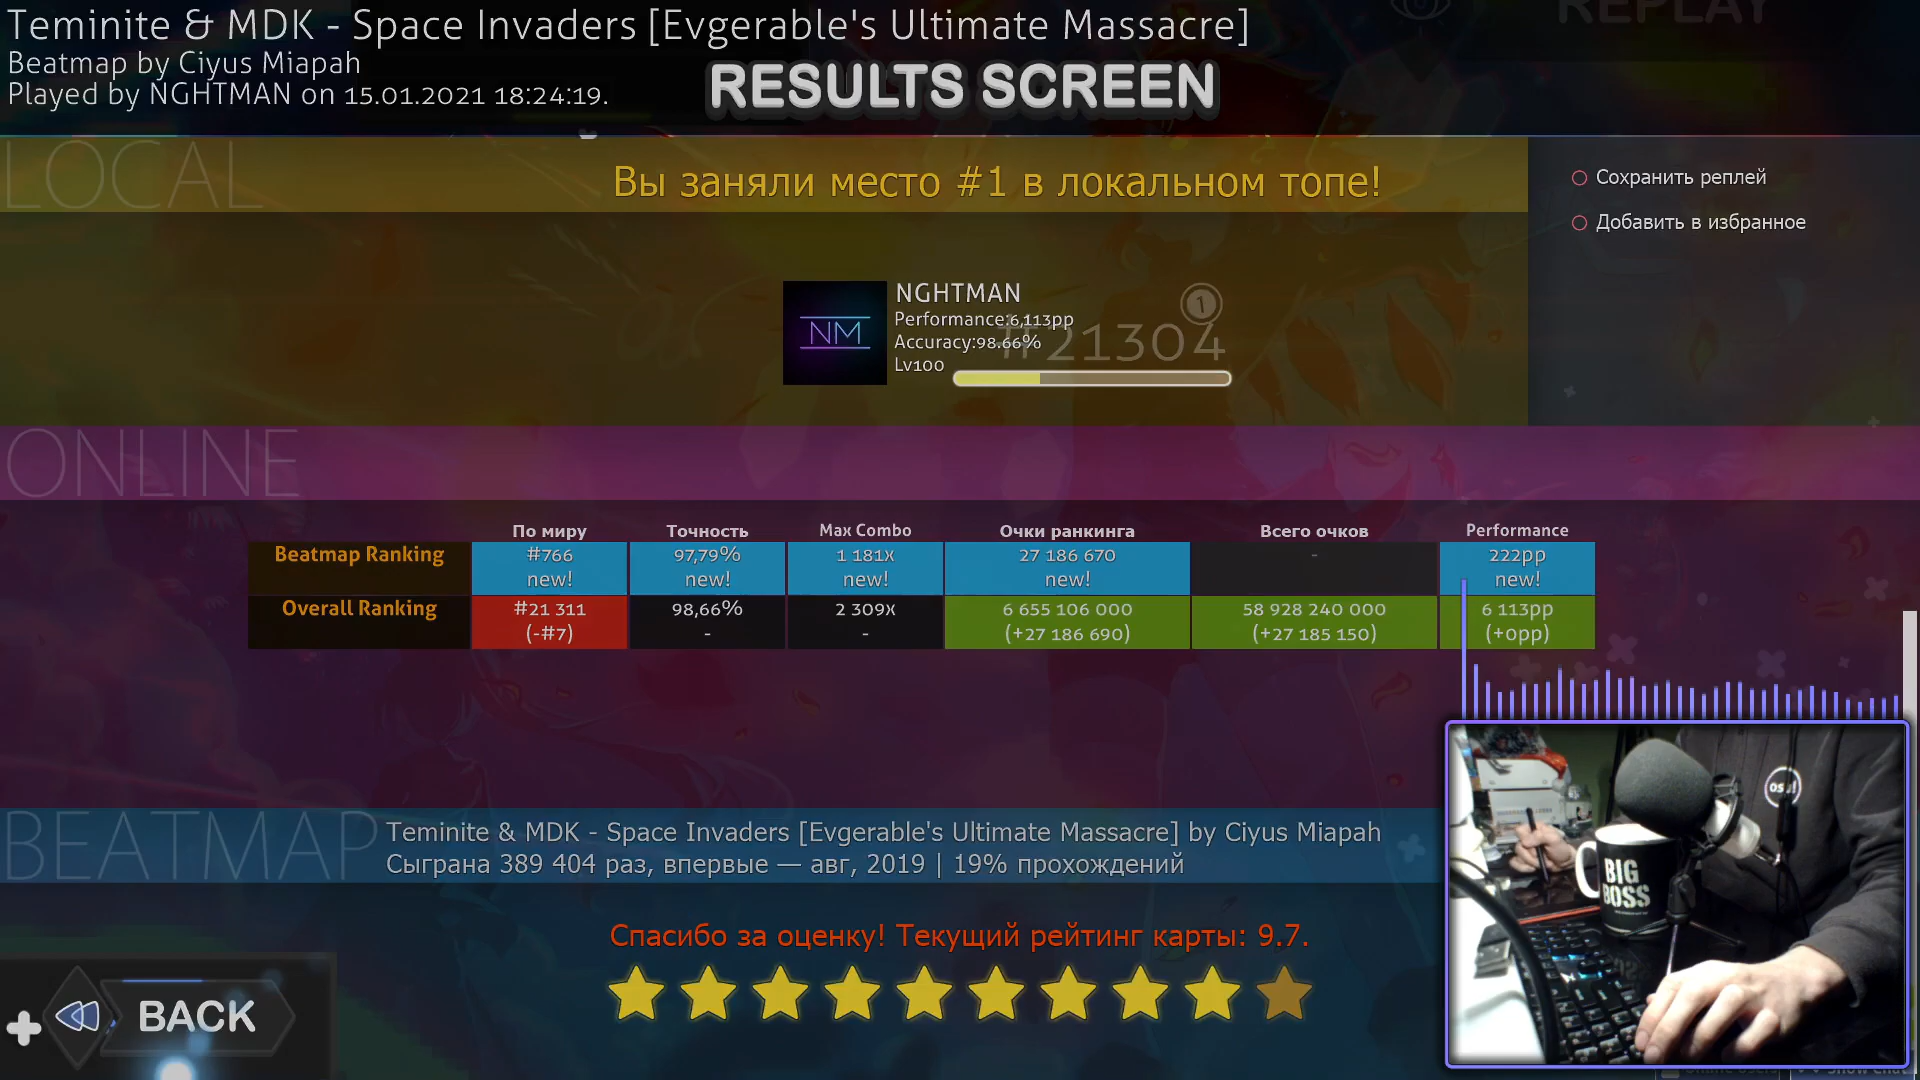 Teminite & MDK - Space Invaders [Evgerable's Ultimate Massacre]
Beatmap by Ciyus Miapah
Played by NGHTMAN on 15.01.2021 18:24:19.
REPLAY
RESULTS SCREEN
LOCAL
Вы заняли место #1 в локальном топе!
Сохранить реплей
Добавить в избранное
NM
NGHTMAN
Performance:6,113pp
Accuracy:98.66%
Lv100
1
#21304
ONLINE
По миру Точность Max Combo Очки ранкинга Всего очков Performance
Beatmap Ranking #766 97,79% 1 181x 27 186 670 - 222pp
new! new! new! new! new!
Overall Ranking #21 311 98,66% 2 309x 6 655 106 000 58 928 240 000 6 113pp
(-#7) - - (+27 186 690) (+27 185 150) (+0pp)
BEATMAP
Teminite & MDK - Space Invaders [Evgerable's Ultimate Massacre] by Ciyus Miapah
Сыграна 389 404 раз, впервые — авг, 2019 | 19% прохождений
Спасибо за оценку! Текущий рейтинг карты: 9.7.
BACK
osu!
BIG
BOSS